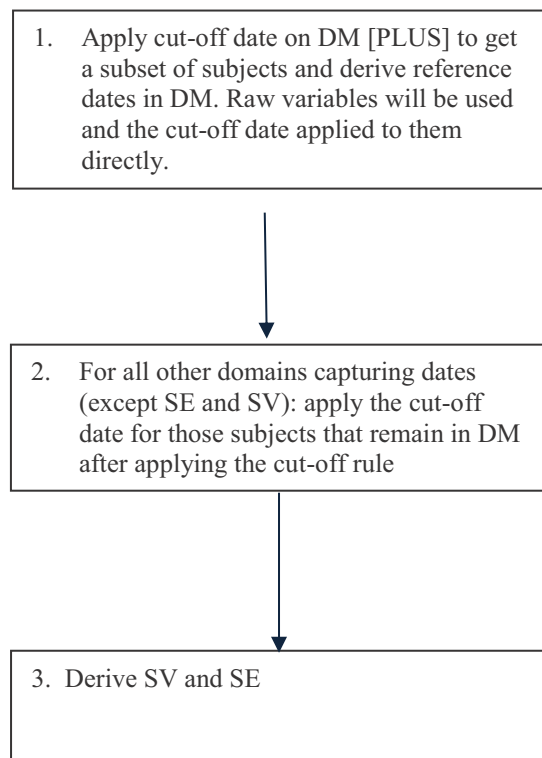 1. Apply cut-off date on DM [PLUS] to get
a subset of subjects and derive reference
dates in DM. Raw variables will be used
and the cut-off date applied to them
directly.
2. For all other domains capturing dates
(except SE and SV): apply the cut-off
date for those subjects that remain in DM
after applying the cut-off rule
3. Derive SV and SE